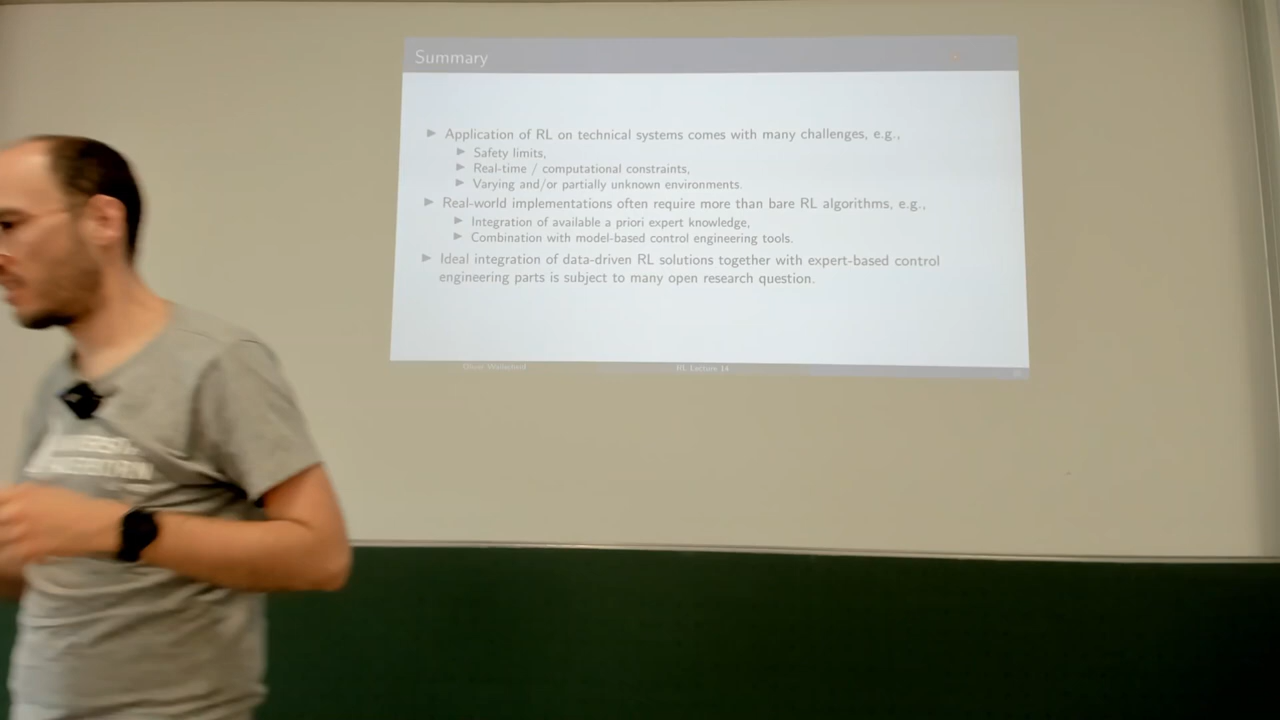 Summary
▶ Application of RL on technical systems comes with many challenges, e.g.,
▶ Safety limits,
▶ Real-time / computational constraints,
▶ Varying and/or partially unknown environments.
▶ Real-world implementations often require more than bare RL algorithms, e.g.,
▶ Integration of available a priori expert knowledge,
▶ Combination with model-based control engineering tools.
▶ Ideal integration of data-driven RL solutions together with expert-based control
engineering parts is subject to many open research question.
Oliver RL Lecture 14